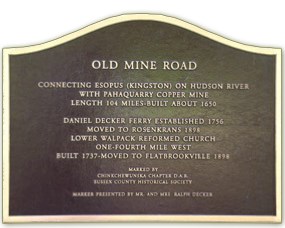 OLD MINE ROAD
CONNECTING ESOPUS (KINGSTON) ON HUDSON RIVER
WITH PAHAQUARRY COPPER MINE
LENGTH 104 MILES-BUILT ABOUT 1650
DANIEL DECKER FERRY ESTABLISHED 1756
MOVED TO ROSENKRANS 1898
LOWER WALPACK REFORMED CHURCH
ONE-FOURTH MILE WEST
BUILT 1737-MOVED TO FLATBROOKVILLE 1898
MARKED BY
CHINKCHEWUNSKA CHAPTER D·A·R·
SUSSEX COUNTY HISTORICAL SOCIETY
MARKER PRESENTED BY MR. AND MRS. RALPH DECKER